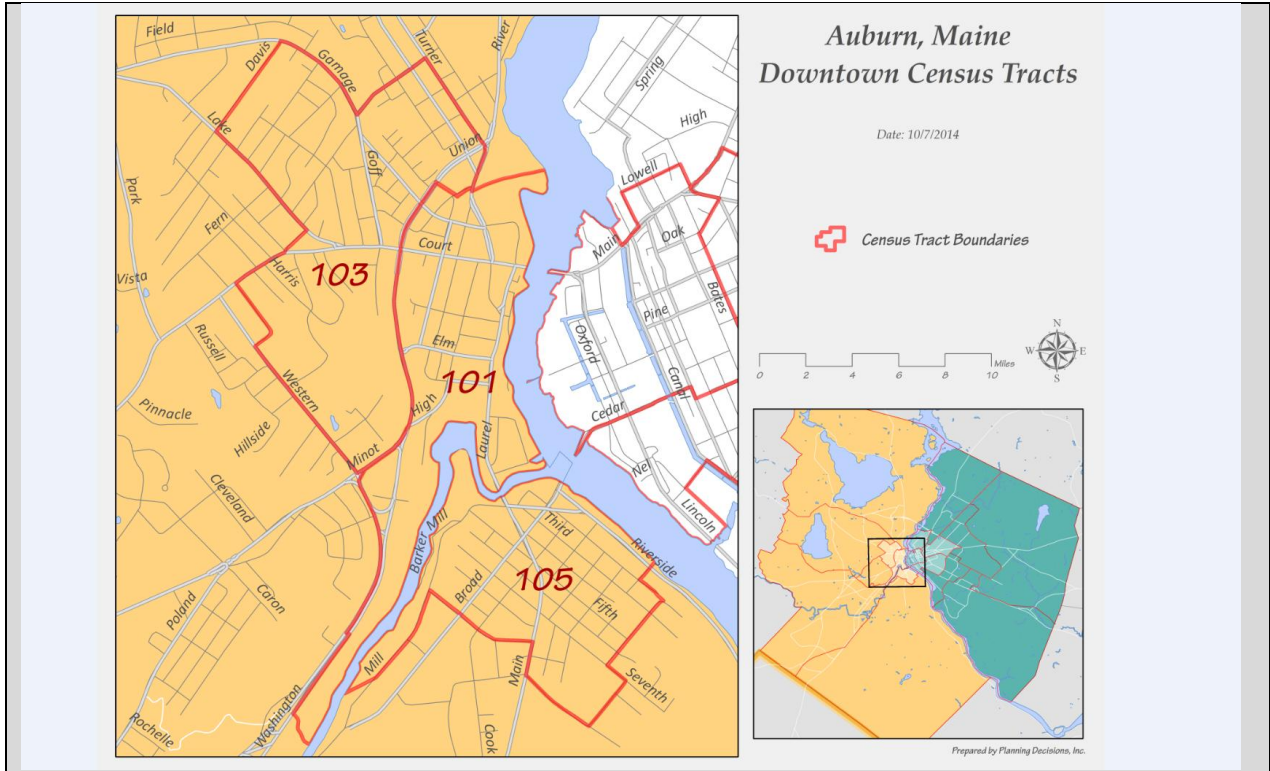 Auburn, Maine
Downtown Census Tracts
Date: 10/7/2014
Census Tract Boundaries
N
W E
S
Miles
0 2 4 6 8 10
Prepared by Planning Decisions, Inc.
Field
Davis
Gamage
Turner
River
Spring
High
Lake
Goff
Union
Lowell
Park
Fern
Court
Main
Oak
Vista
Harris
103
Pine
Bates
Russell
Elm
Oxford
101
Western
High
Canal
Pinnacle
Hillside
Minot
Laurel
Cedar
Cleveland
Nel
Lincoln
Barker Mill
Third
Riverside
Poland
Caron
Broad
105
Fifth
Mill
Main
Seventh
Washington
Rochelle
Cook